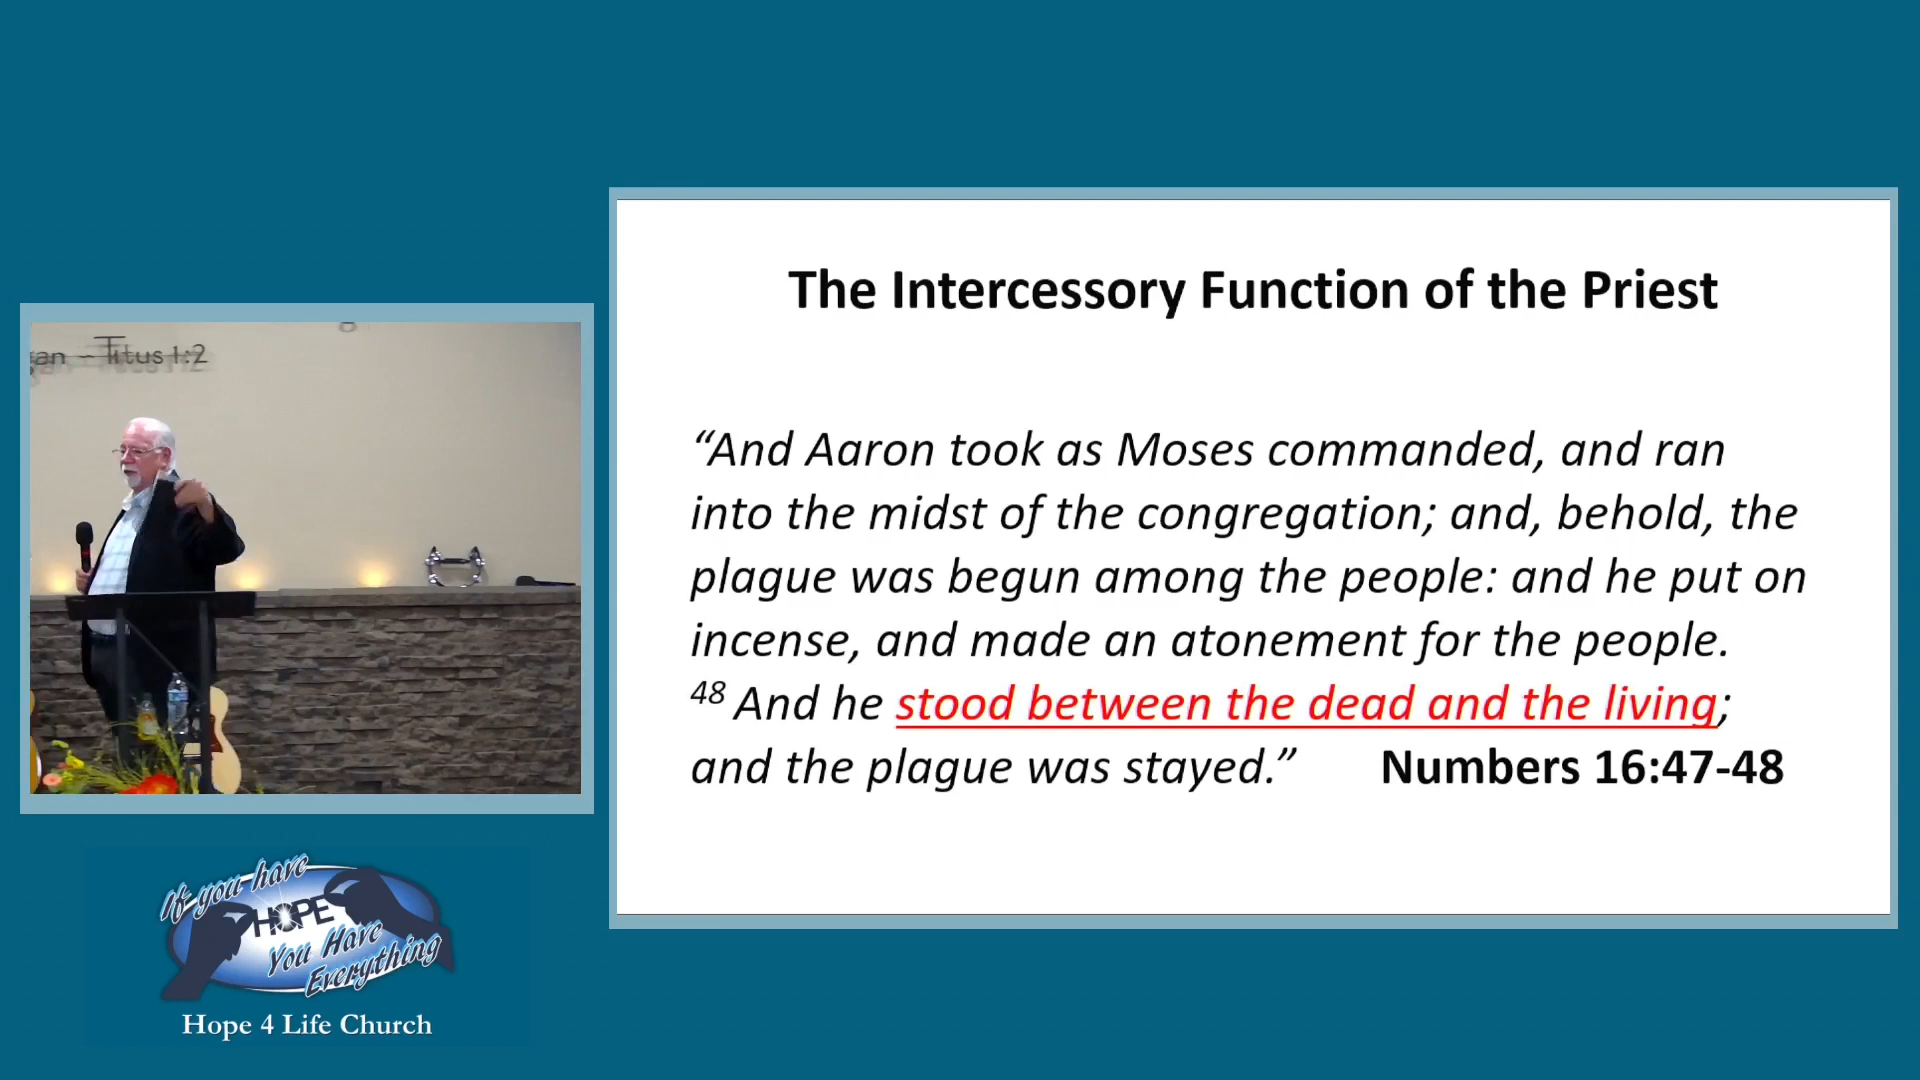 The Intercessory Function of the Priest
“And Aaron took as Moses commanded, and ran
into the midst of the congregation; and, behold, the
plague was begun among the people: and he put on
incense, and made an atonement for the people.
48 And he stood between the dead and the living;
and the plague was stayed.” Numbers 16:47-48
an ~ Titus 1:2
If you have
HOPE
You Have
Everything
Hope 4 Life Church